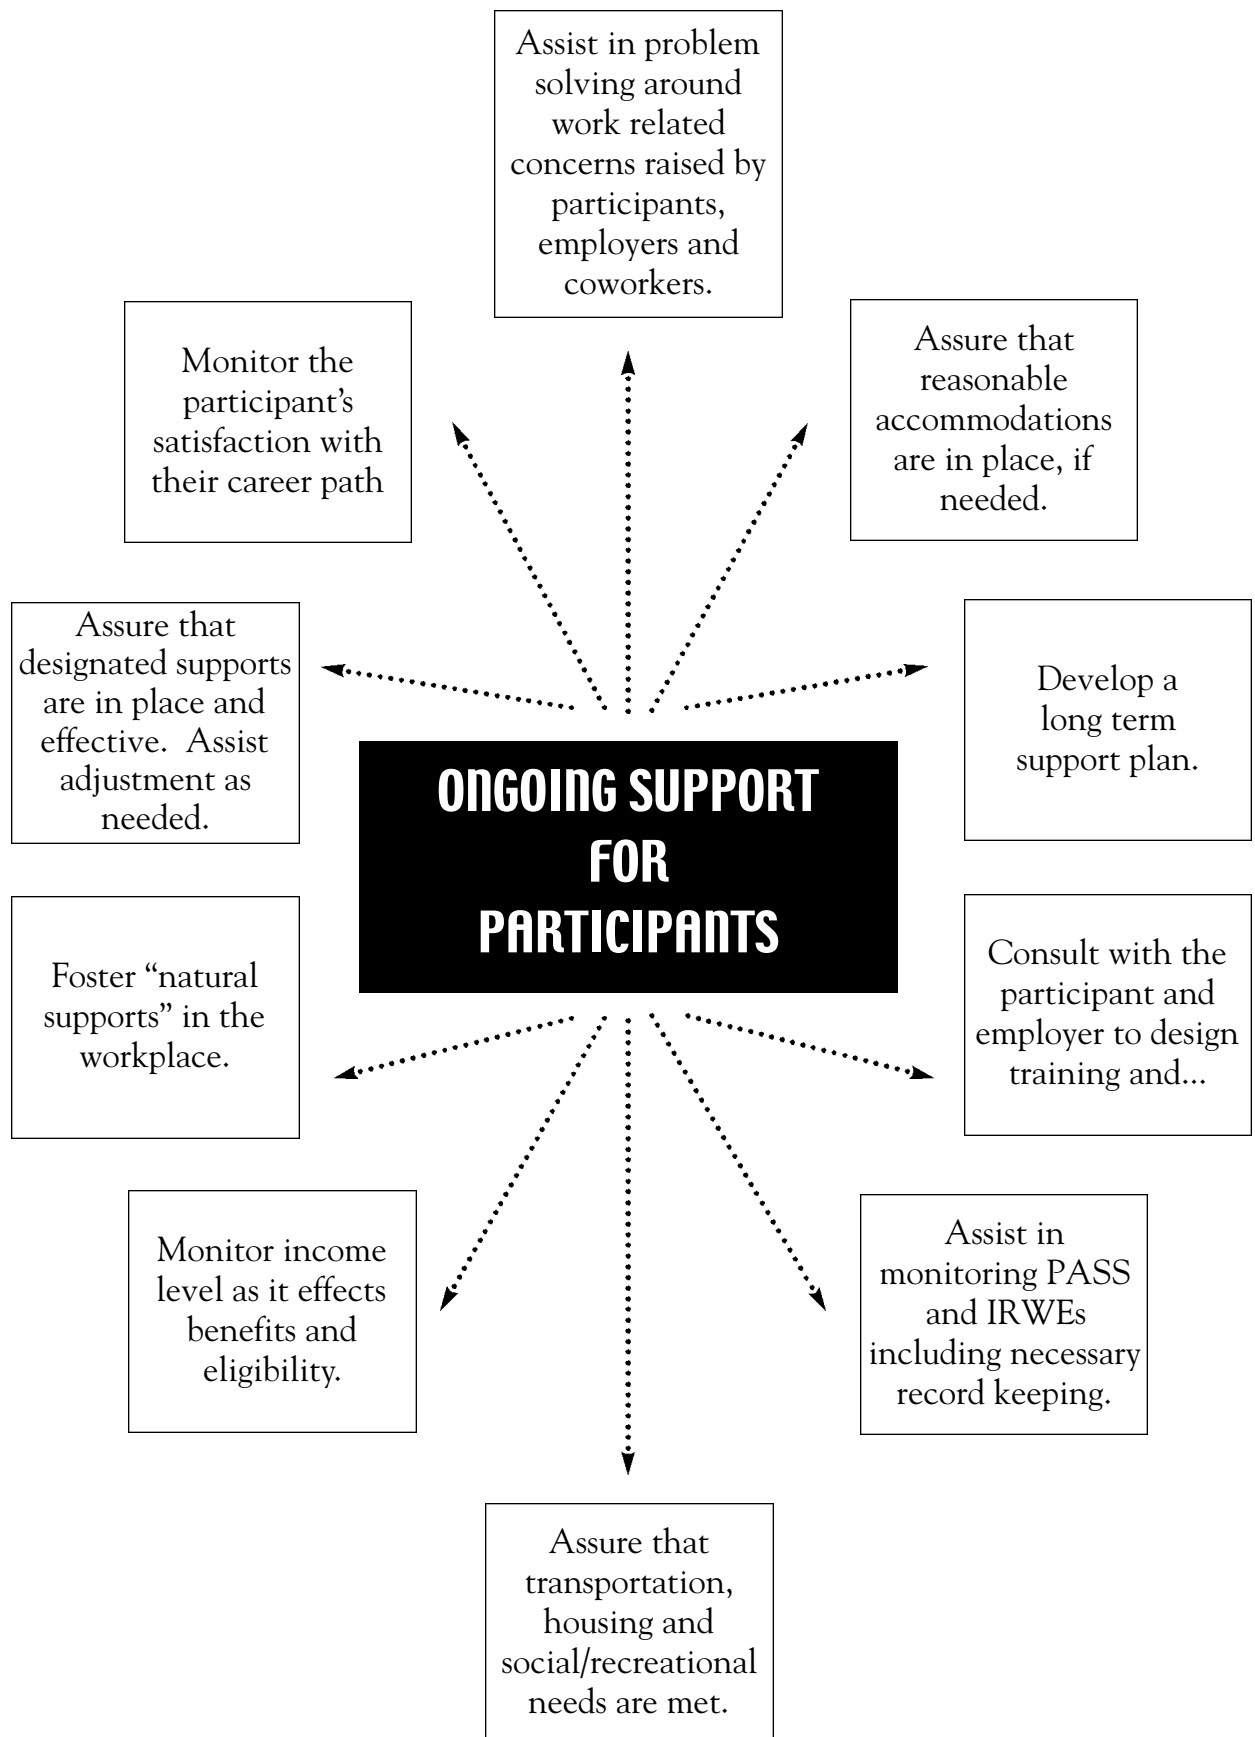 Assist in problem
solving around
work related
concerns raised by
participants,
employers and
coworkers.
Monitor the
participant's
satisfaction with
their career path
Assure that
reasonable
accommodations
are in place, if
needed.
Assure that
designated supports
are in place and
effective.  Assist
adjustment as
needed.
Develop a
long term
support plan.
ONGOING SUPPORT
FOR
PARTICIPANTS
Foster “natural
supports” in the
workplace.
Consult with the
participant and
employer to design
training and...
Monitor income
level as it effects
benefits and
eligibility.
Assist in
monitoring PASS
and IRWEs
including necessary
record keeping.
Assure that
transportation,
housing and
social/recreational
needs are met.